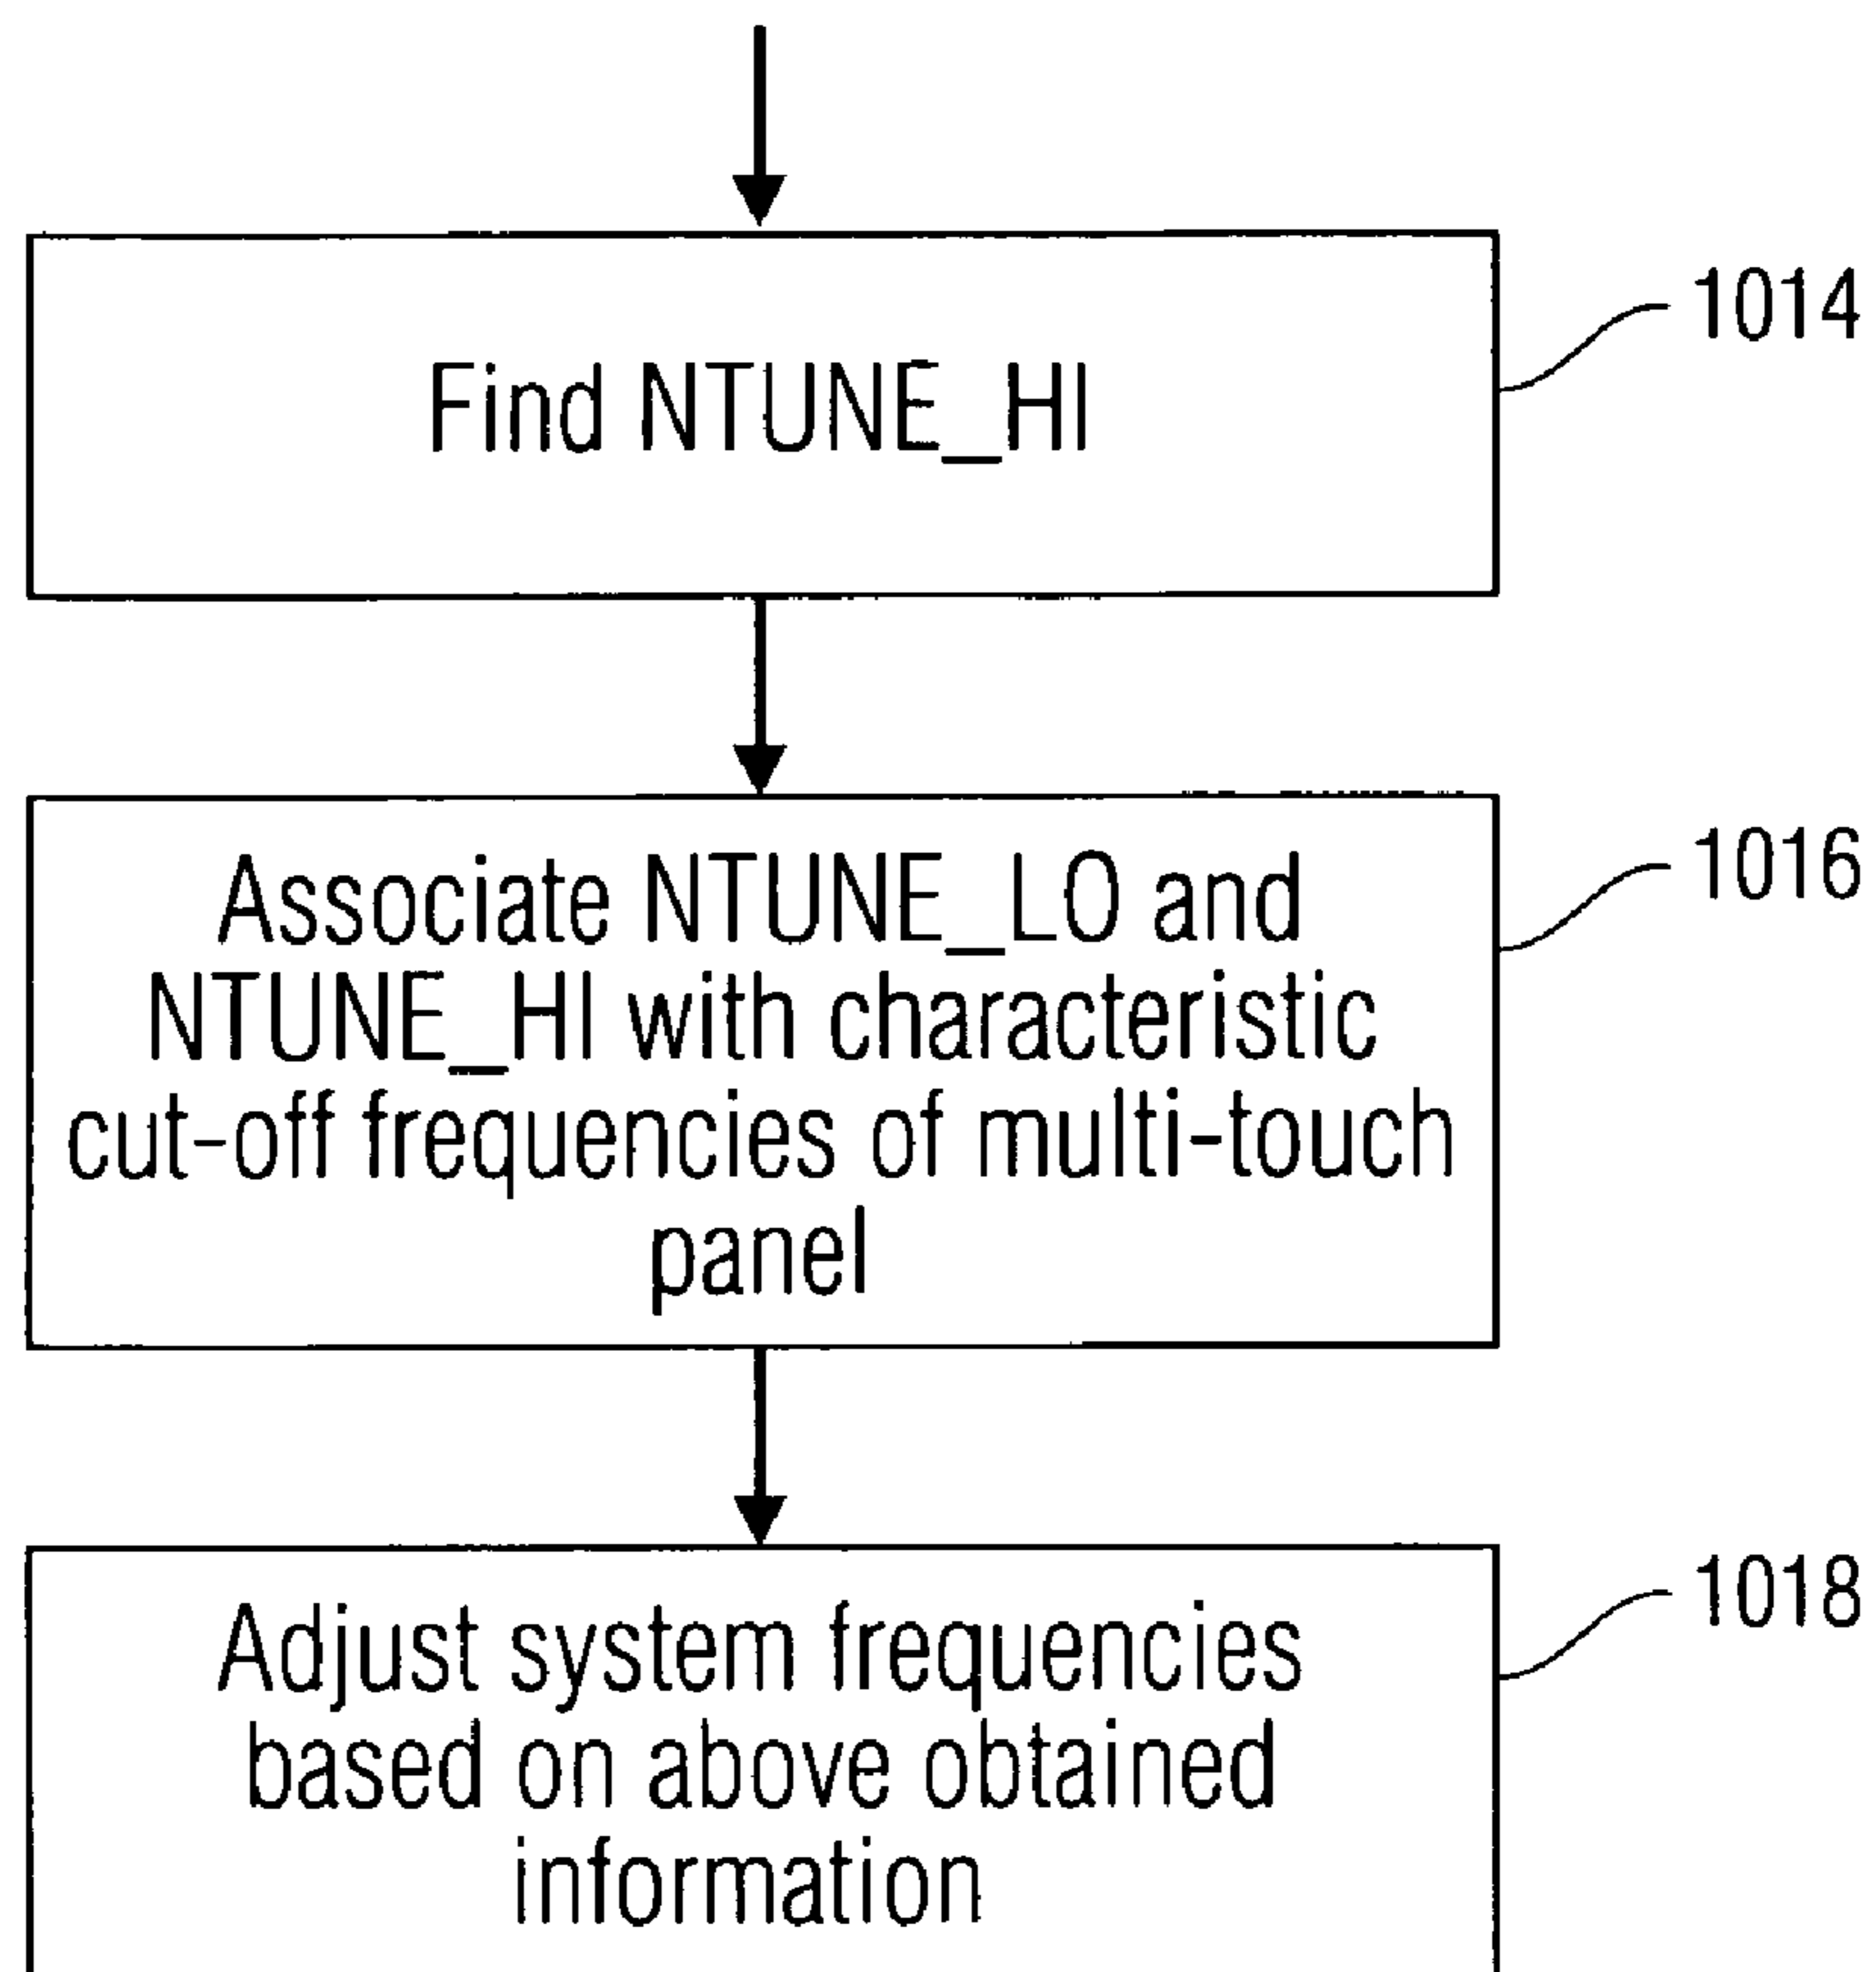 1014
Find NTUNE_HI
1016
Associate NTUNE_LO and
NTUNE_HI with characteristic
cut-off frequencies of multi-touch
panel
1018
Adjust system frequencies
based on above obtained
information